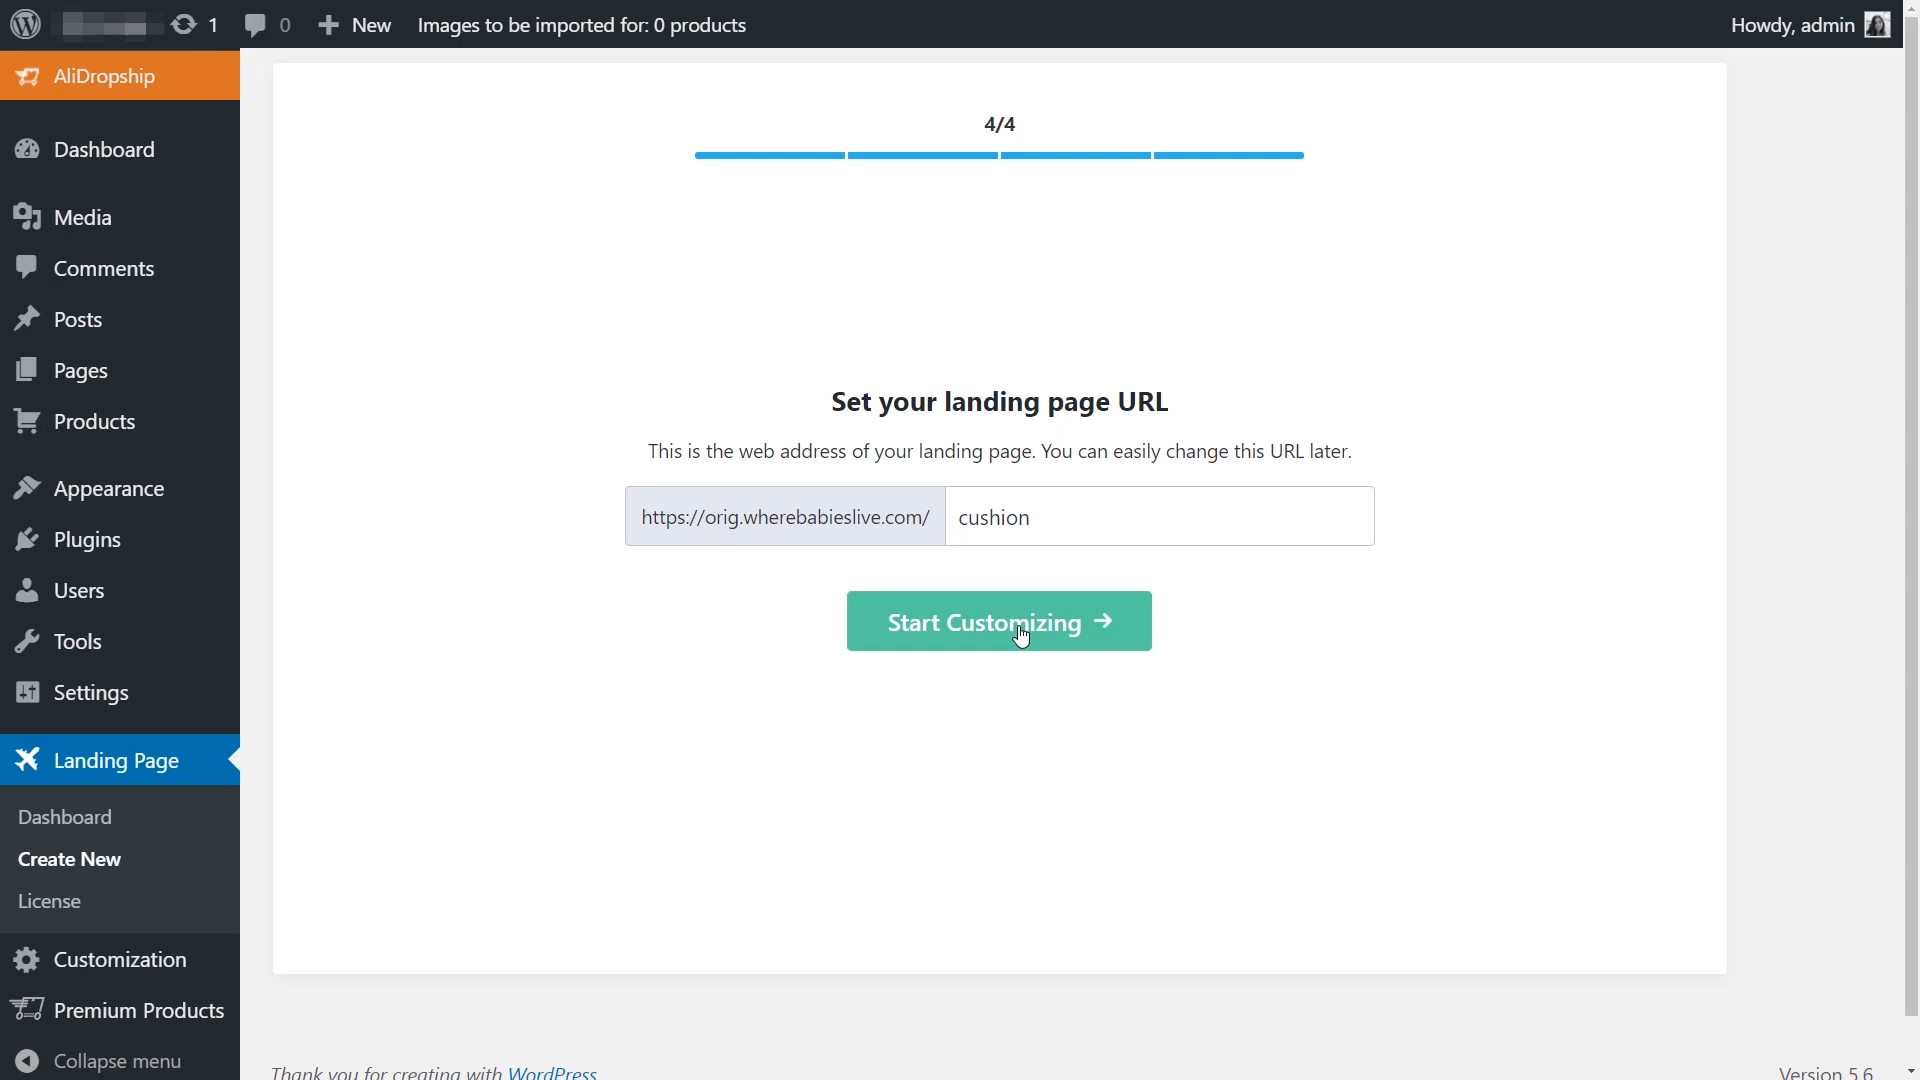 1 0 New Images to be imported for: 0 products Howdy, admin
AliDropship
Dashboard
Media
Comments
Posts
Pages
Products
Appearance
Plugins
Users
Tools
Settings
Landing Page
Dashboard
Create New
License
Customization
Premium Products
Collapse menu
4/4
Set your landing page URL
This is the web address of your landing page. You can easily change this URL later.
https://orig.wherebabieslive.com/ cushion
Start Customizing →
Thank you for creating with WordPress
Version 5.6